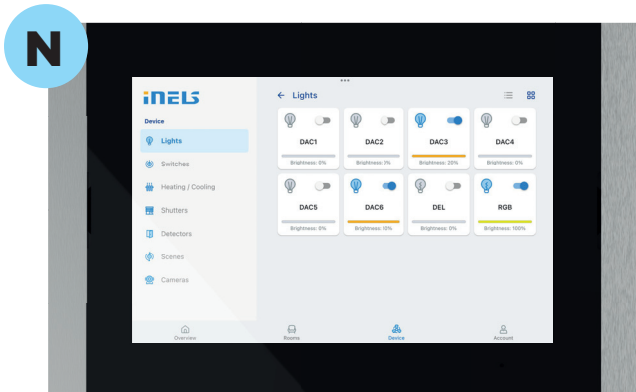 N
iNELS
Device
Lights
Switches
Heating / Cooling
Shutters
Detectors
Scenes
Cameras
← Lights
DAC1
Brightness: 0%
DAC2
Brightness: 1%
DAC3
Brightness: 20%
DAC4
Brightness: 0%
DAC5
Brightness: 0%
DAC6
Brightness: 10%
DEL
Brightness: 0%
RGB
Brightness: 100%
Overview
Rooms
Device
Account